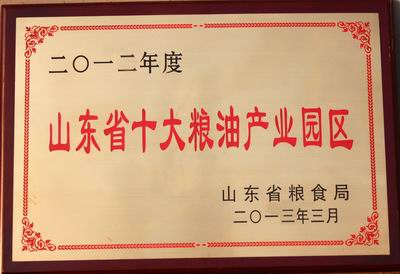 二〇一二年度
山东省十大粮油产业园区
山东省粮食局
二〇一三年三月